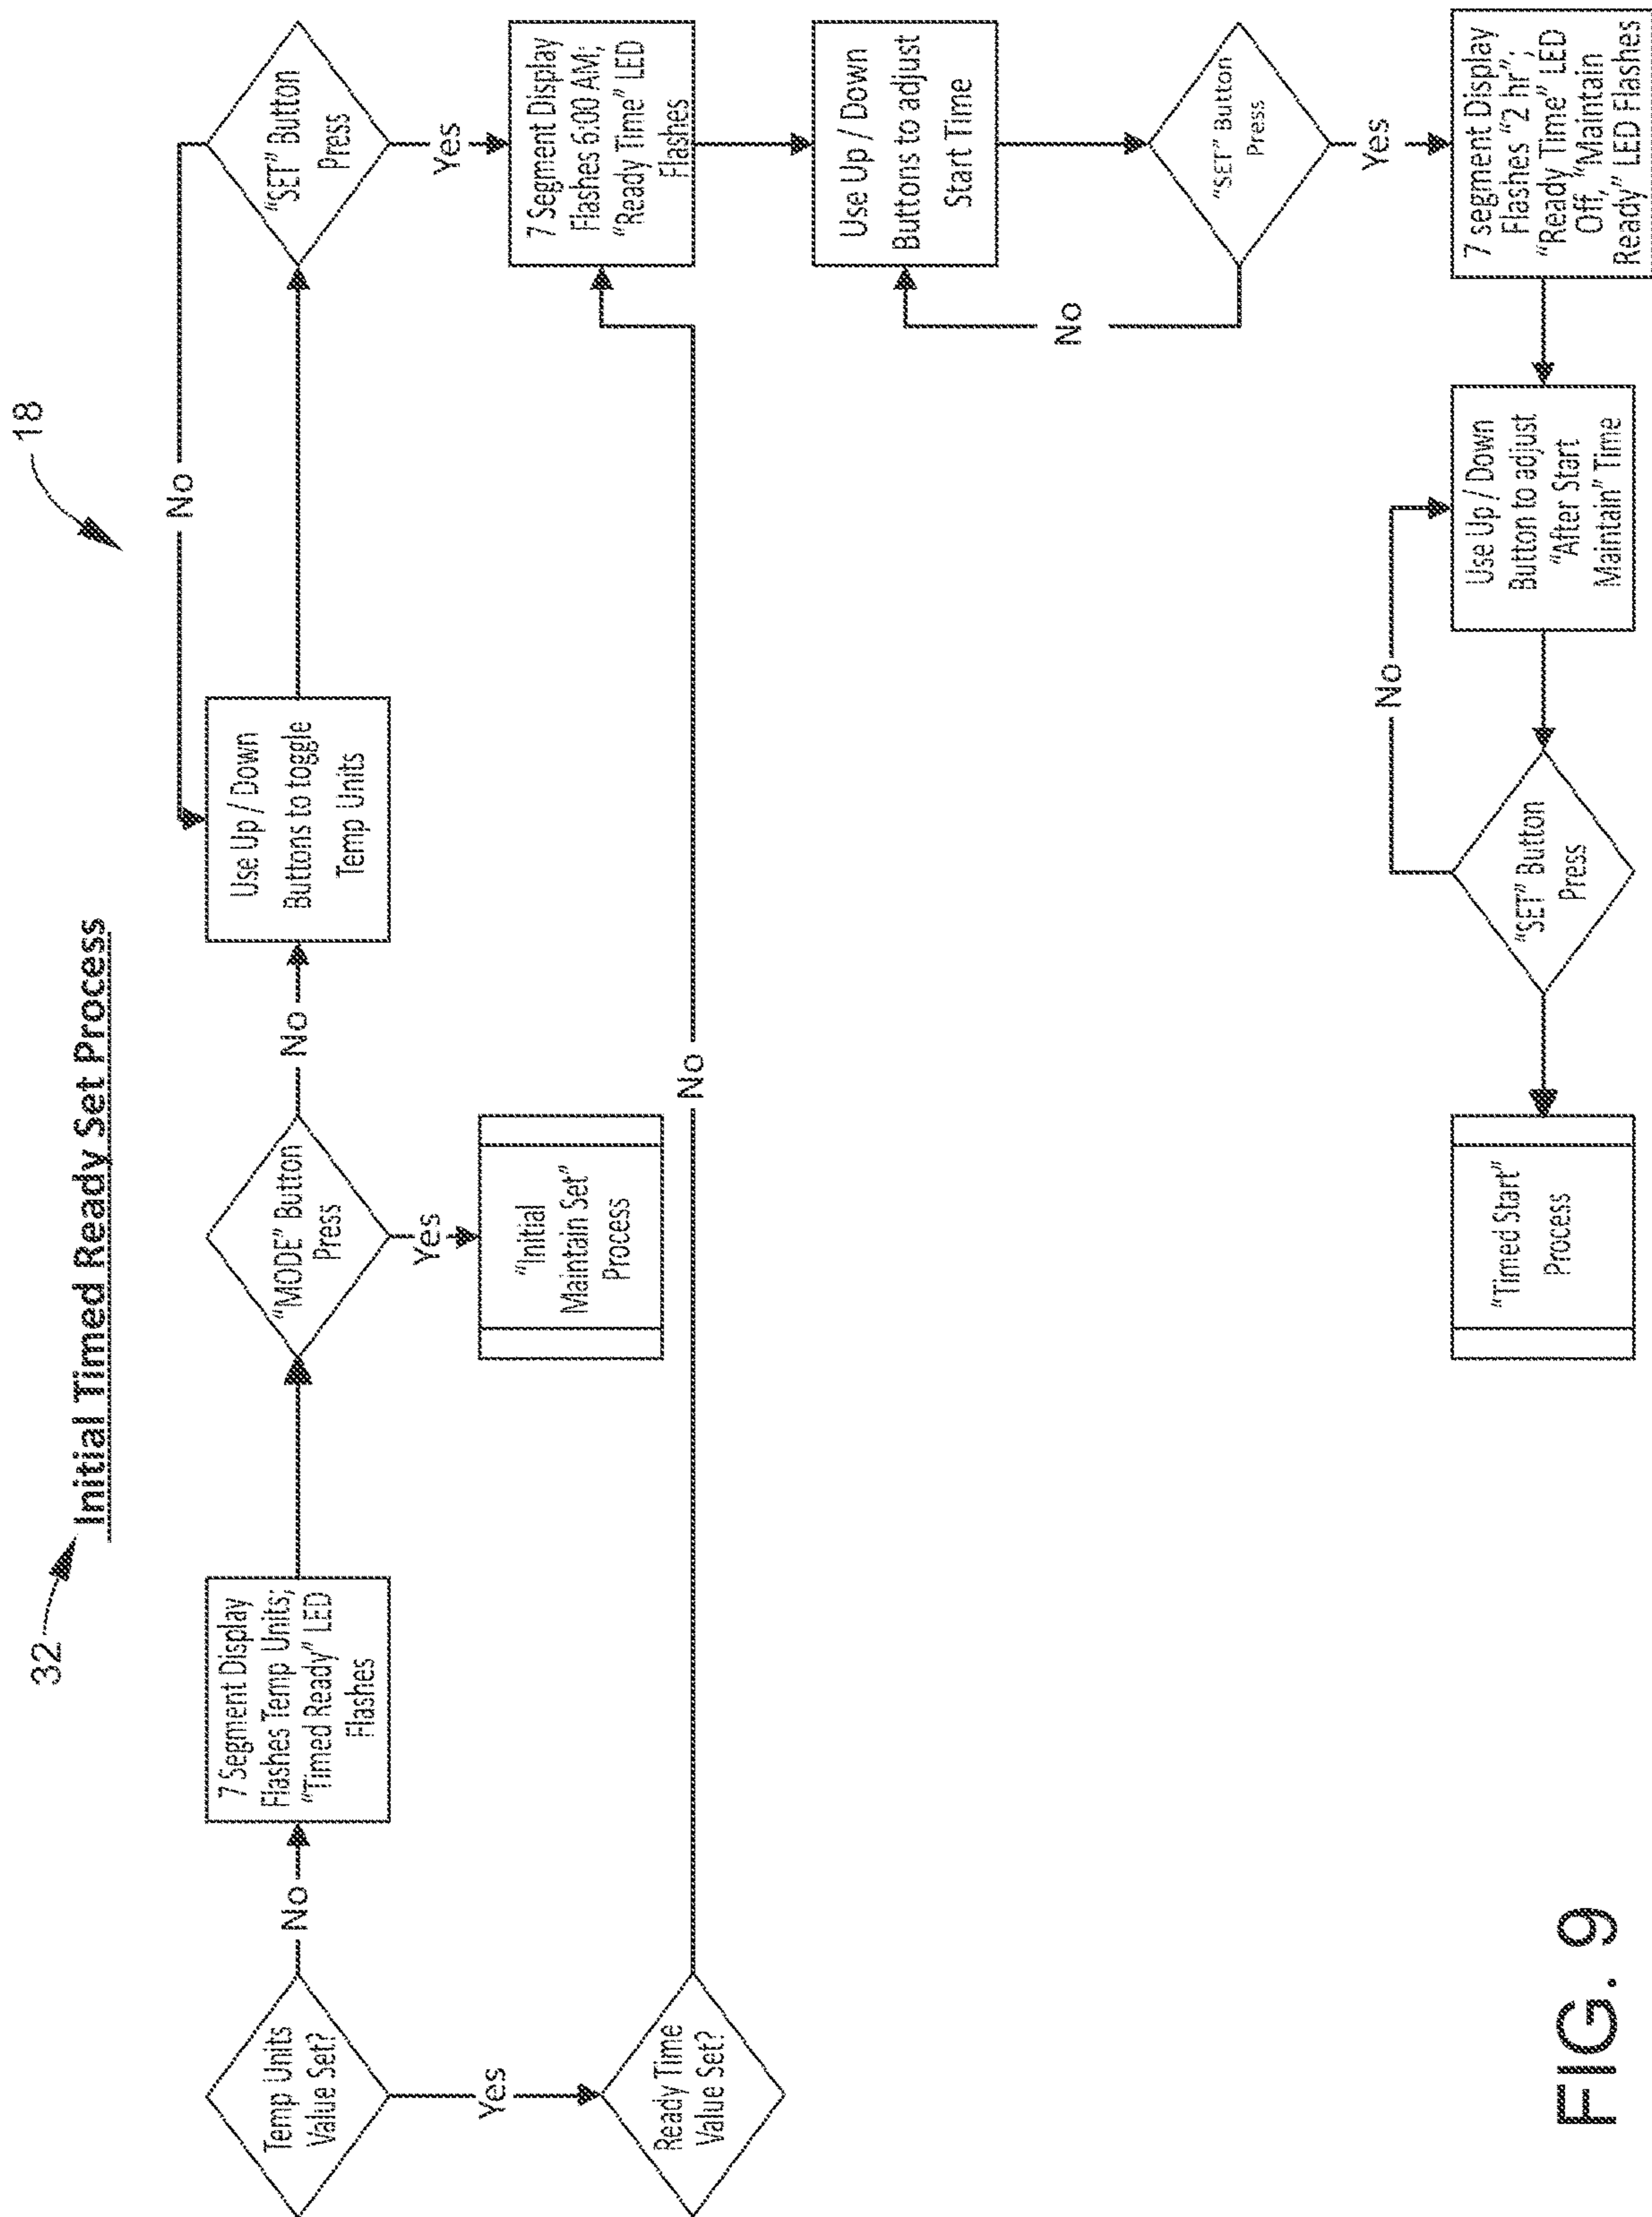 32
Initial Timed Ready Set Process
18
Temp Units
Value Set?
No
7 Segment Display
Flashes Temp Units;
"Timed Ready" LED
Flashes
"MODE" Button
Press
No
Use Up / Down
Buttons to toggle
Temp Units
No
"SET" Button
Press
Yes
Yes
"Initial
Maintain Set"
Process
Yes
7 Segment Display
Flashes 6:00 AM;
"Ready Time" LED
Flashes
Ready Time
Value Set?
No
Use Up / Down
Buttons to adjust
Start Time
No
"SET" Button
Press
Yes
7 segment Display
Flashes "2 hr",
"Ready Time" LED
Off, "Maintain
Ready" LED Flashes
Use Up / Down
Button to adjust
"After Start
Maintain" Time
No
"SET" Button
Press
"Timed Start"
Process
FIG. 9